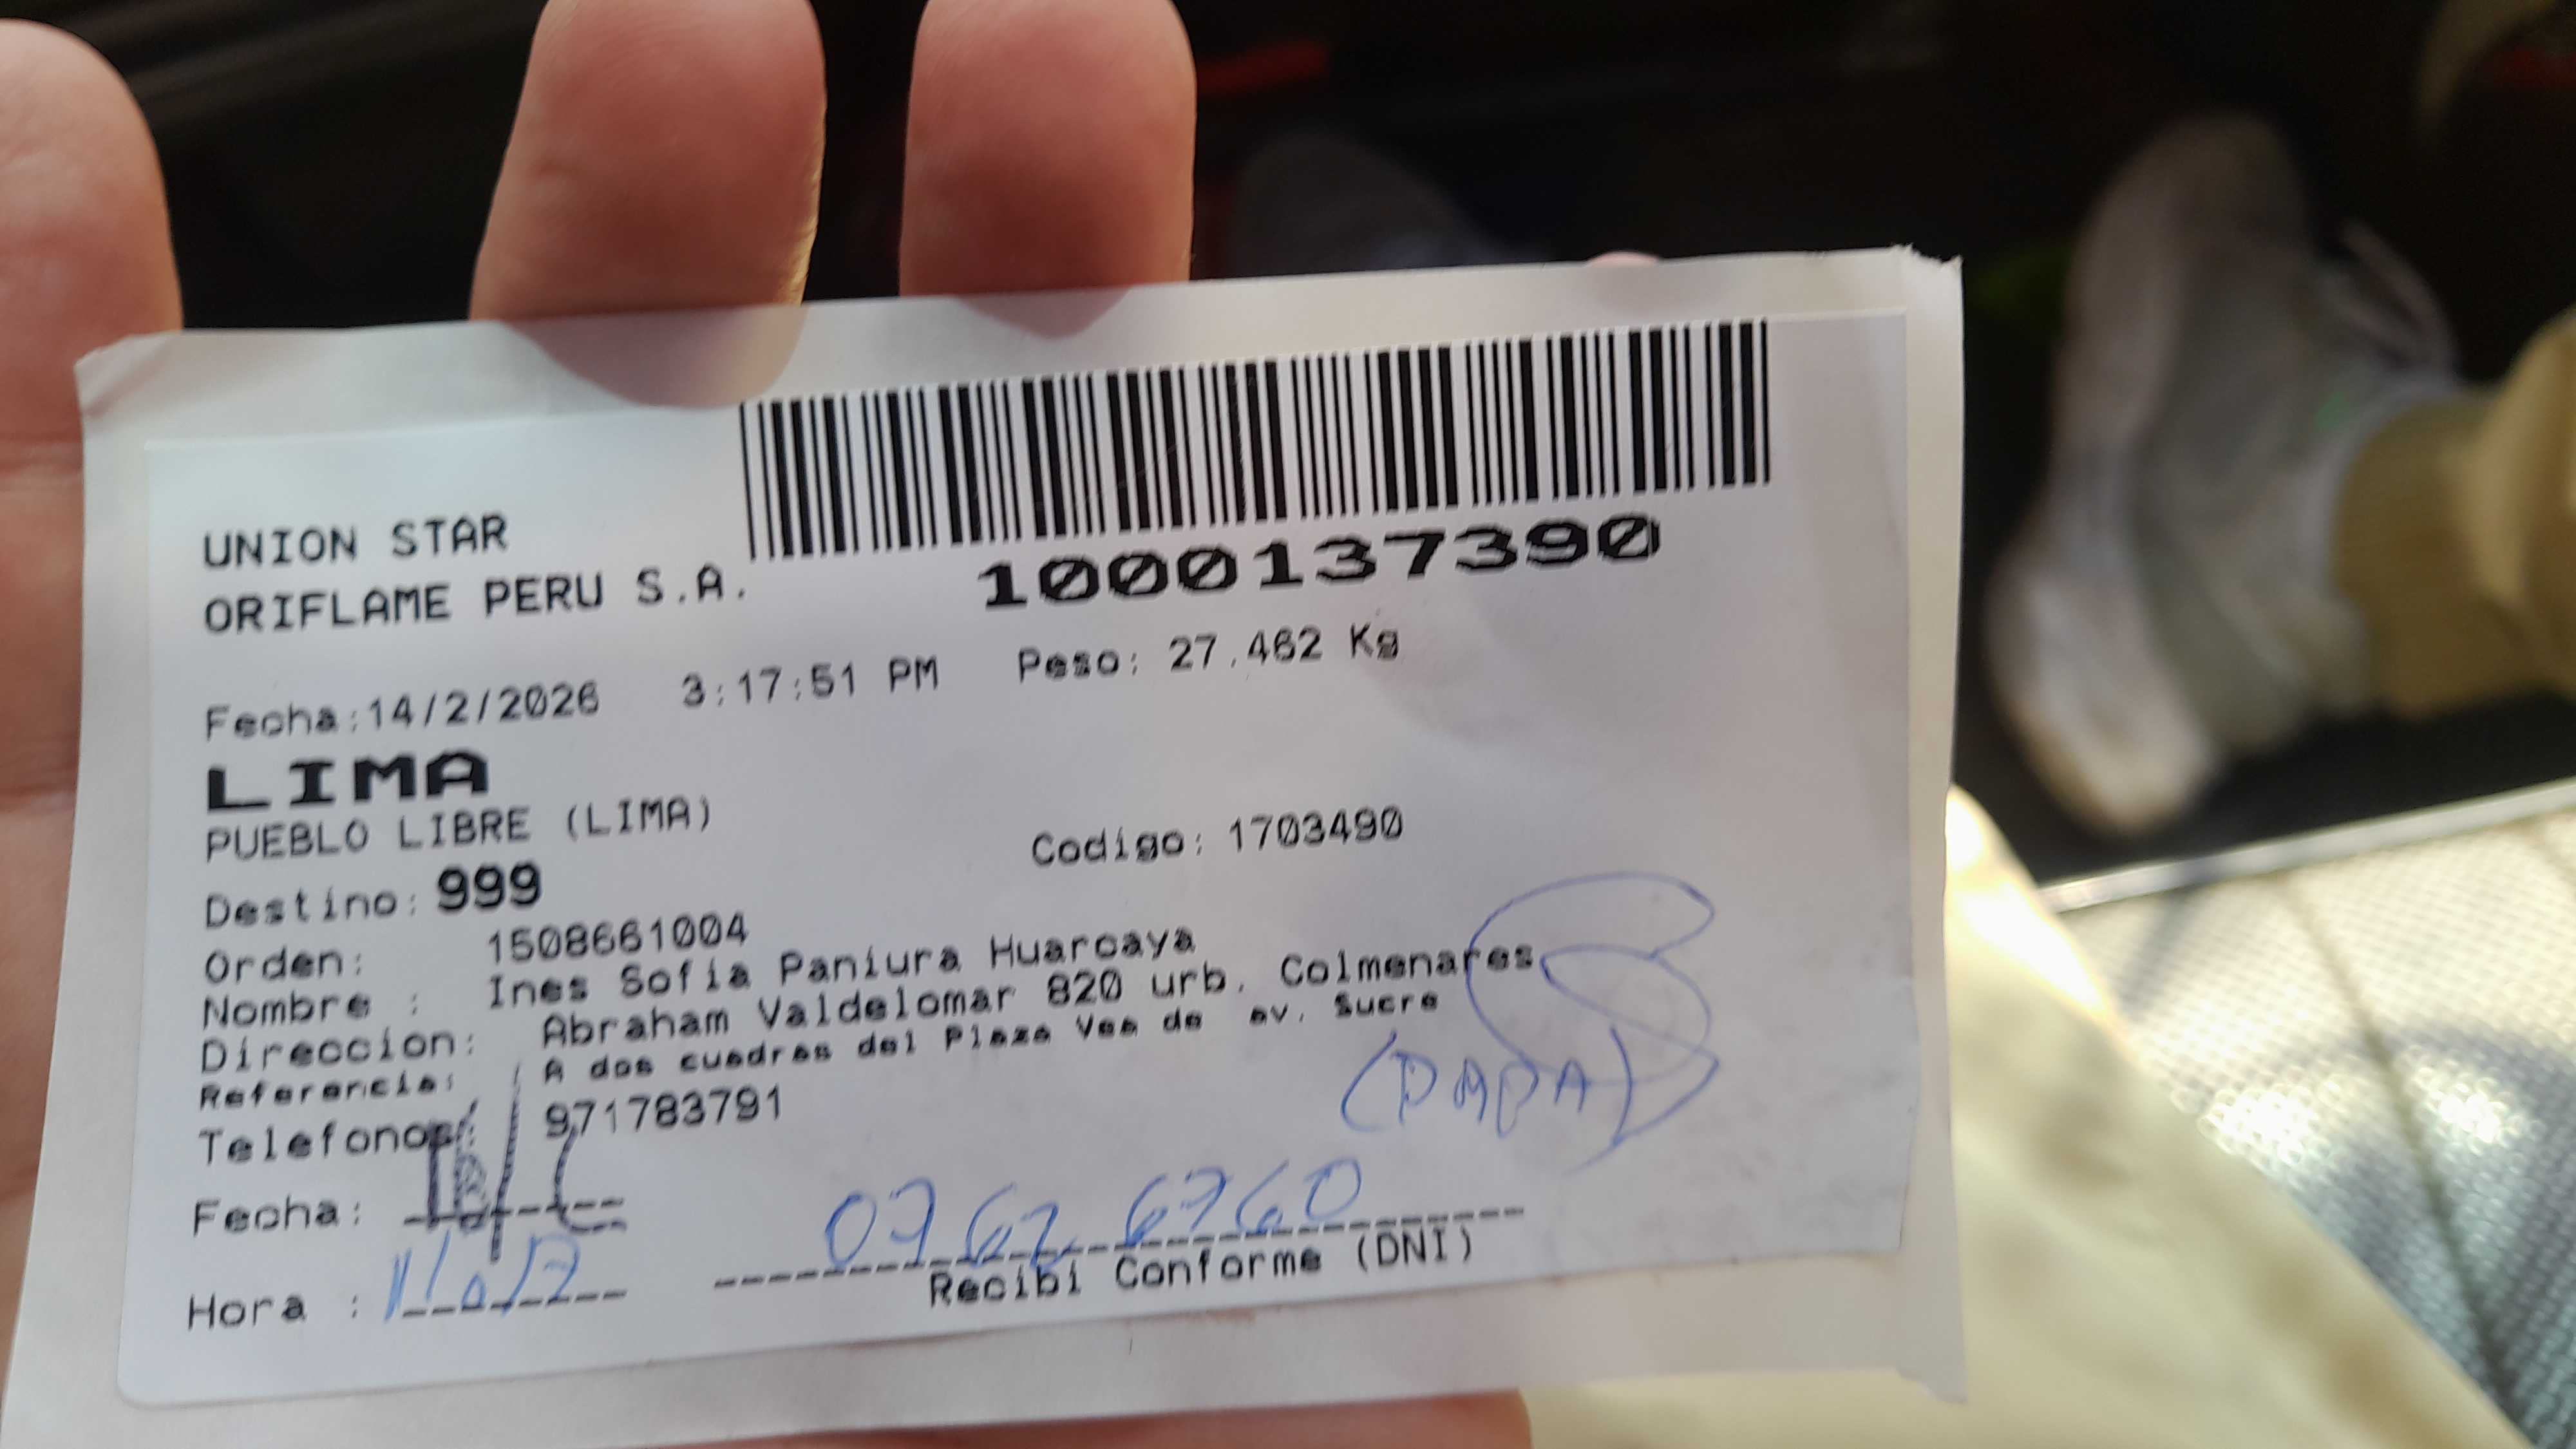 UNION STAR
ORIFLAME PERU S.A.
1000137390
Fecha:14/2/2026 3:17:51 PM Peso: 27.462 Kg
LIMA
PUEBLO LIBRE (LIMA)
Codigo: 1703490
Destino: 999
Orden: 1508661004
Nombre : Ines Sofia Paniura Huarcaya
Direccion: Abraham Valdelomar 820 urb. Colmenares
Referencia: A dos cuadras del Plaza Vea de av. Sucre
(PAPA)
Telefonos: 971783791
Fecha:
07626760
Recibi Conforme (DNI)
Hora :